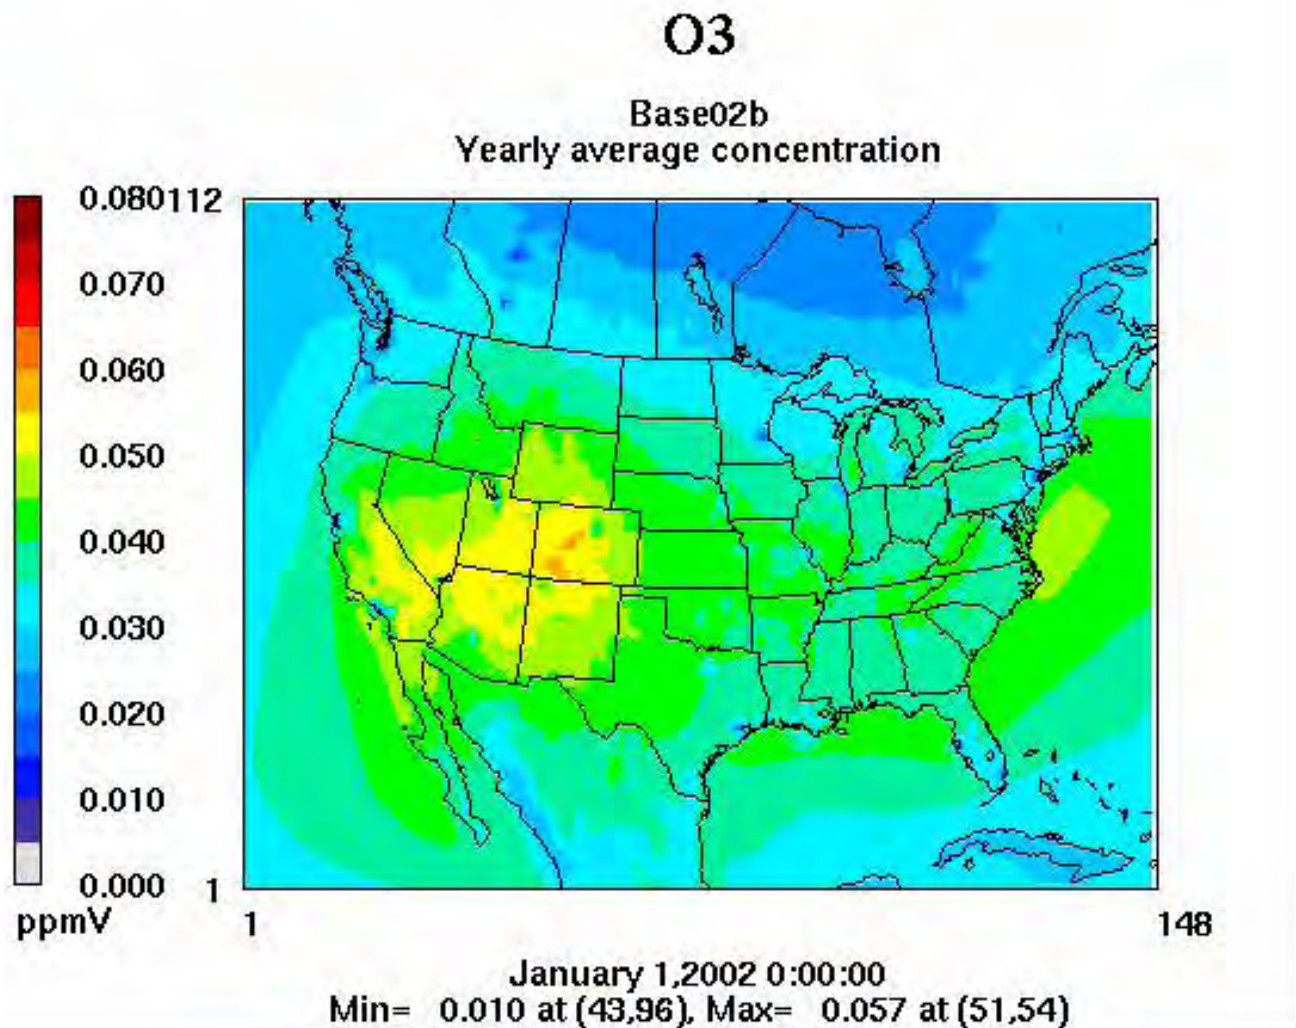 O3
Base02b
Yearly average concentration
0.080112
0.070
0.060
0.050
0.040
0.030
0.020
0.010
0.000
1
ppmV
1
148
January 1,2002 0:00:00
Min= 0.010 at (43,96), Max= 0.057 at (51,54)